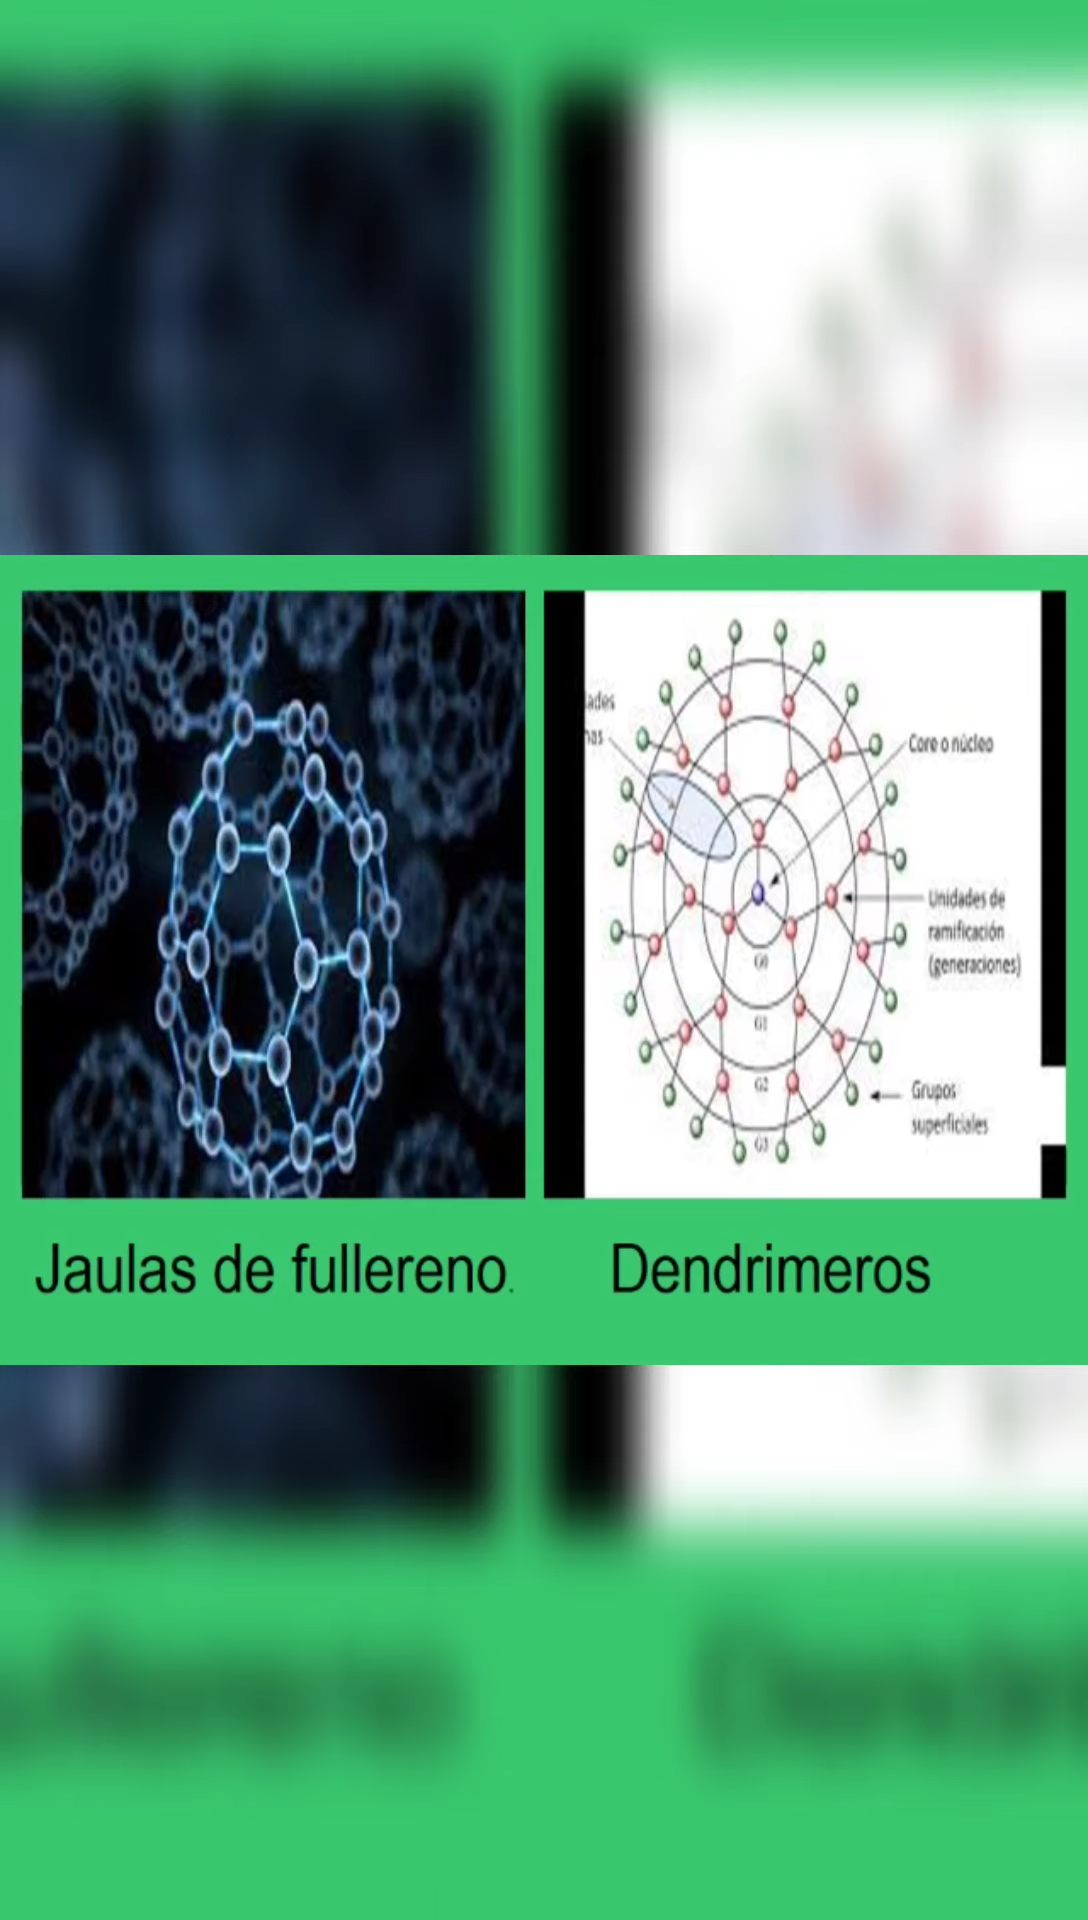 Core o núcleo
Unidades de
ramificación
(generaciones)
Grupos
superficiales
G0
G1
G2
G3
Jaulas de fullereno.
Dendrimeros